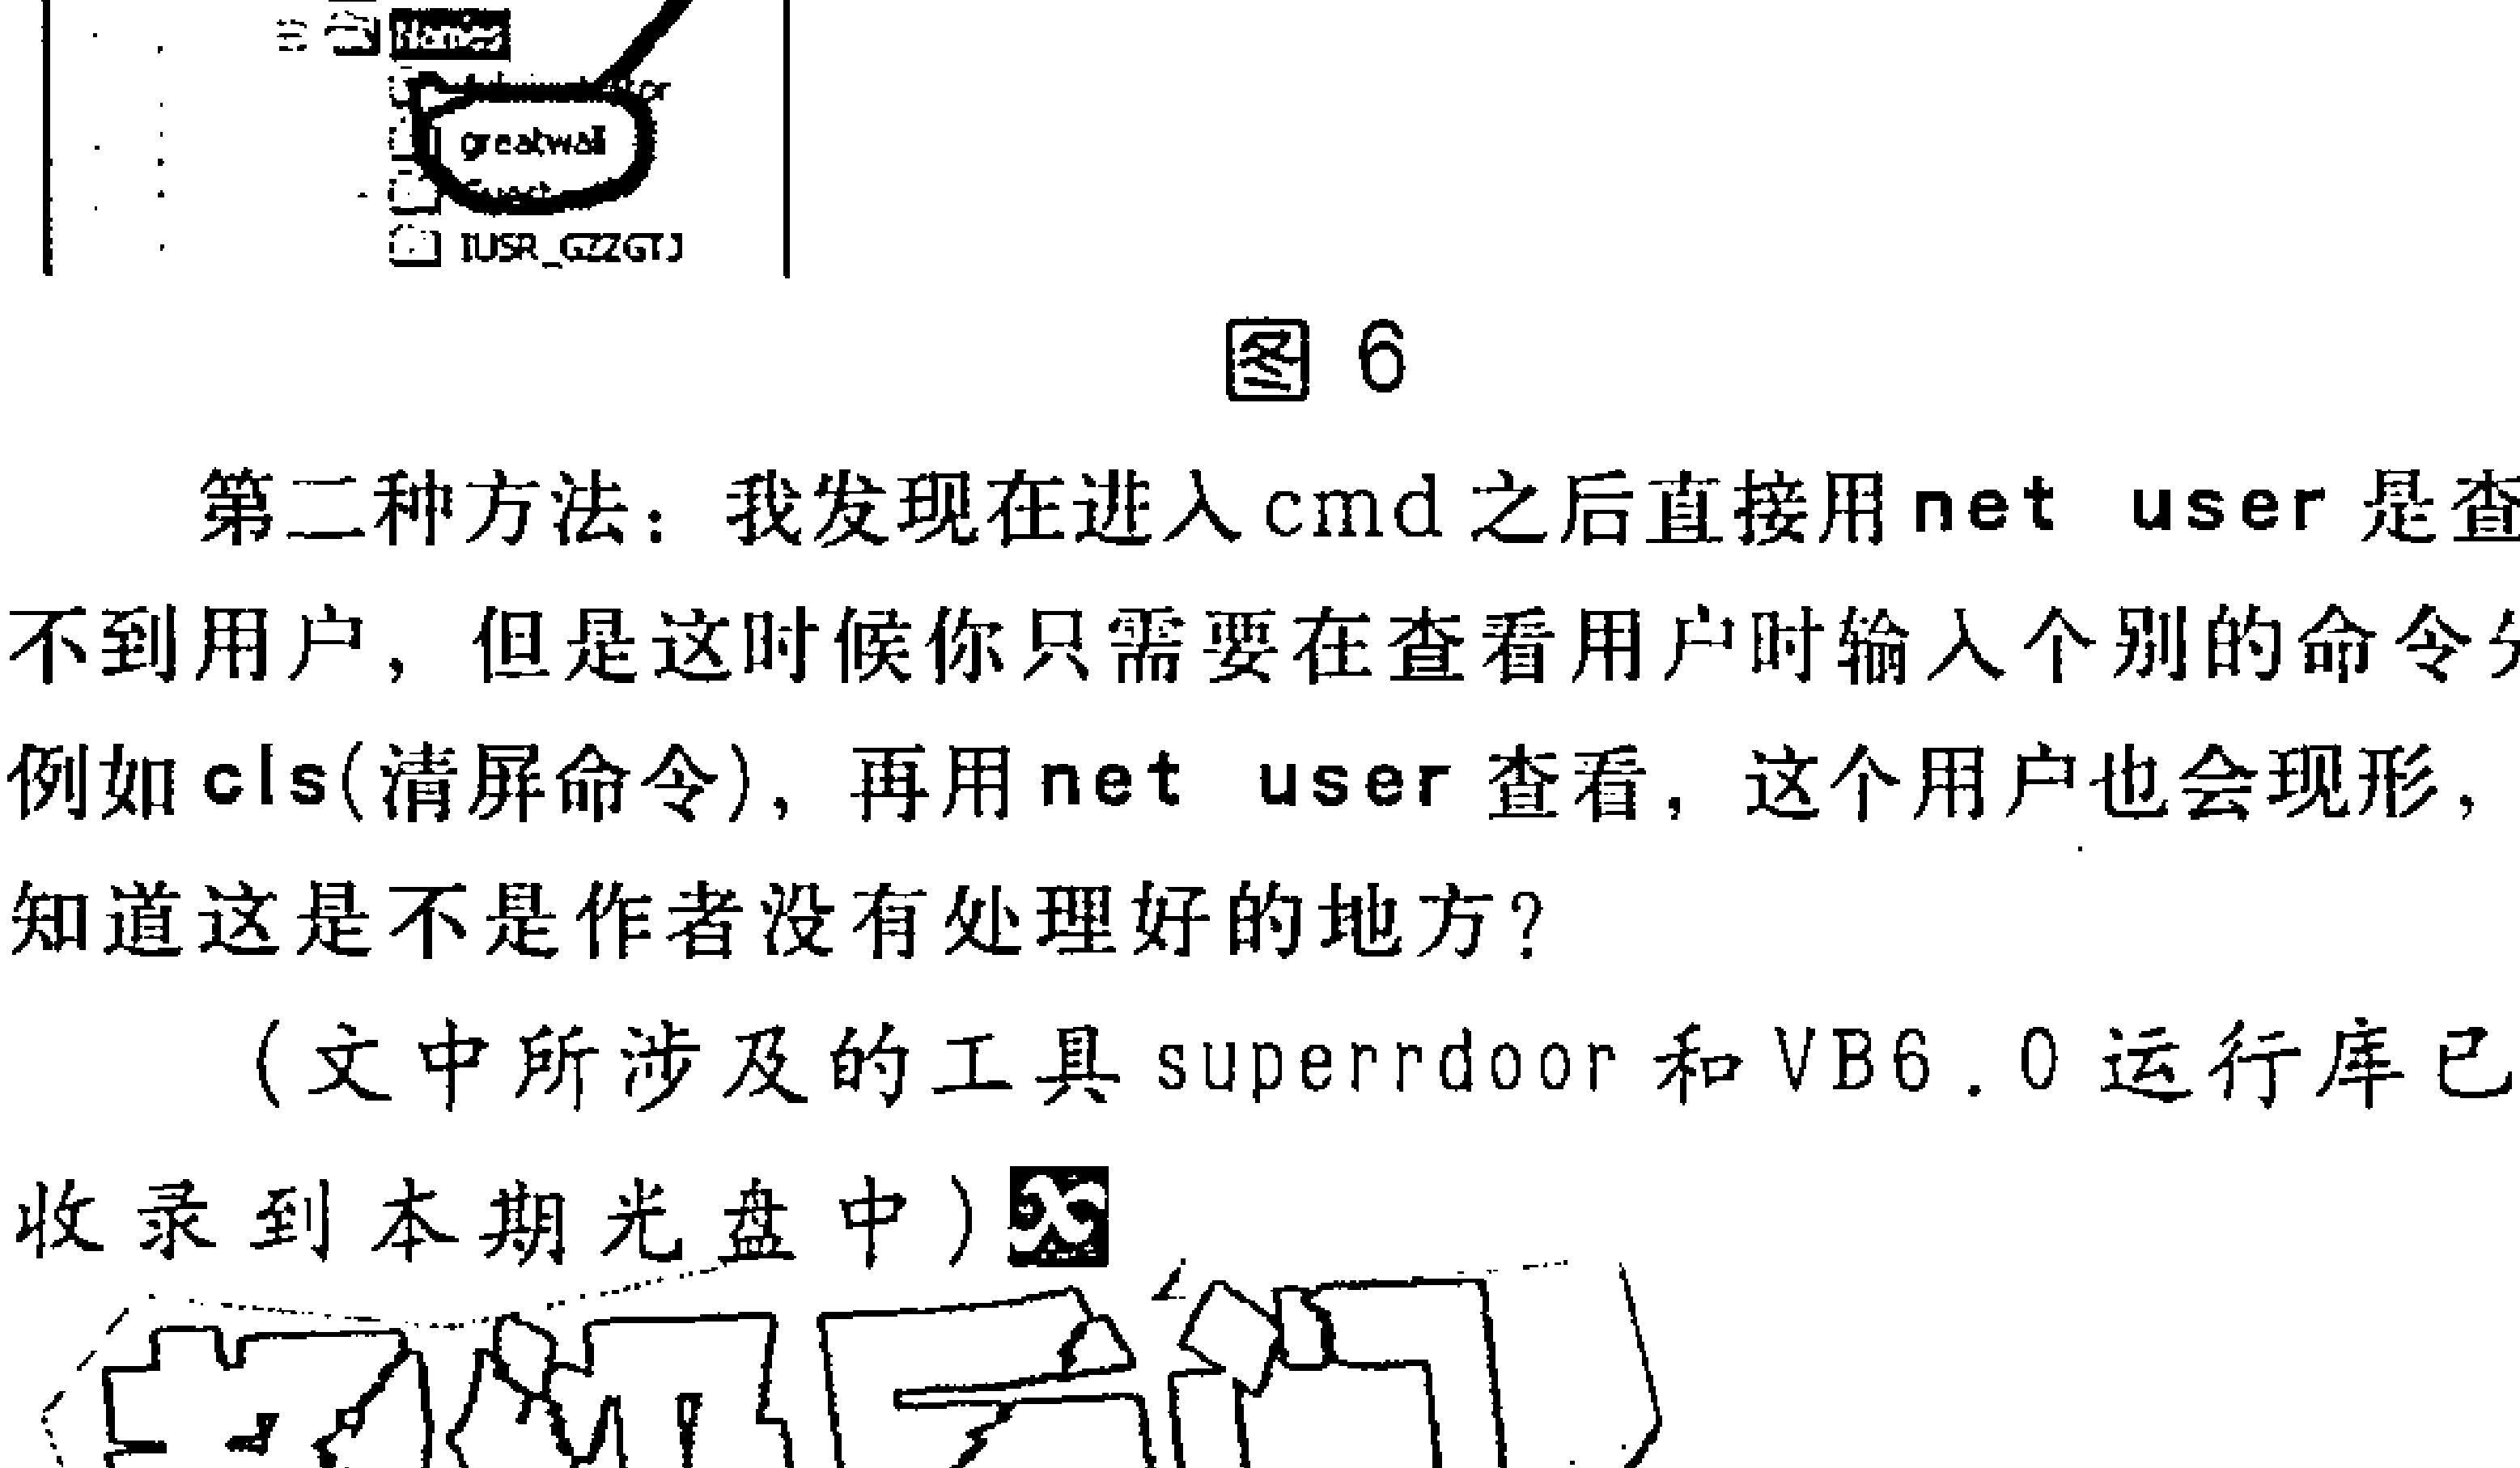 greatwall
Guest
IUSR_GZZGTJ
图 6
第二种方法：我发现在进入cmd之后直接用net user是查
不到用户，但是这时候你只需要在查看用户时输入个别的命令
例如cls(清屏命令)，再用net user查看，这个用户也会现形，
知道这是不是作者没有处理好的地方？
(文中所涉及的工具superrdoor和VB6.0运行库已
收录到本期光盘中)